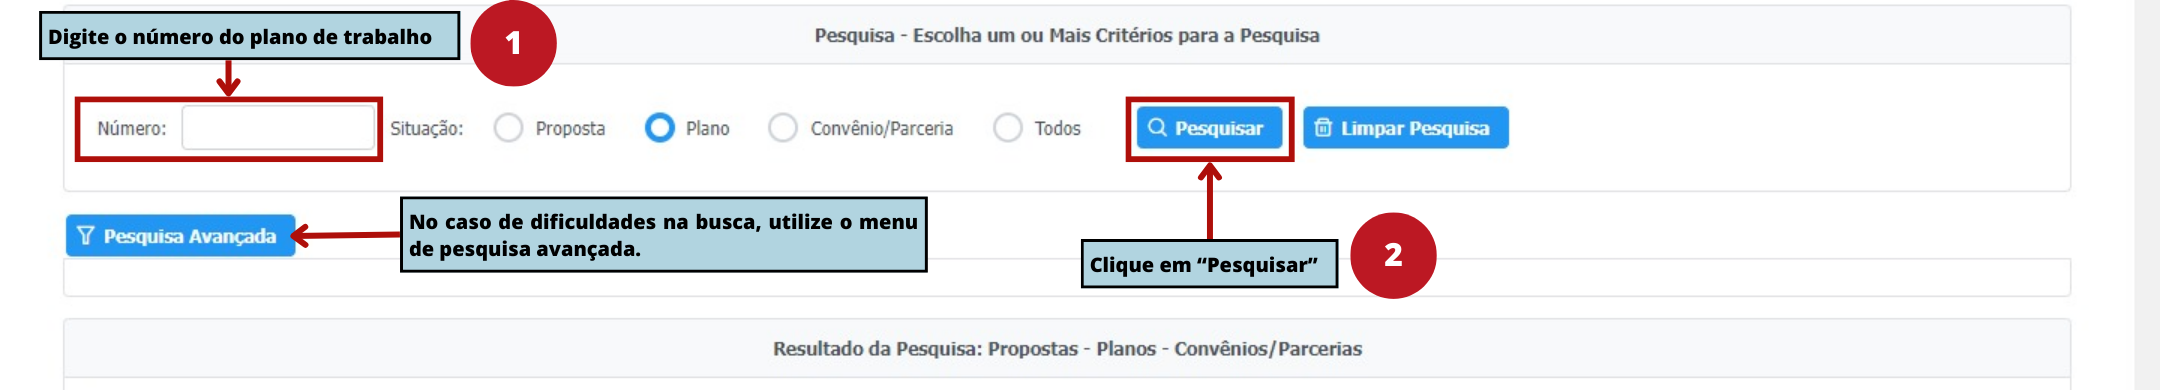 Digite o número do plano de trabalho
1
Pesquisa - Escolha um ou Mais Critérios para a Pesquisa
Número: Situação: Proposta Plano Convênio/Parceria Todos Pesquisar Limpar Pesquisa
Pesquisa Avançada
No caso de dificuldades na busca, utilize o menu
de pesquisa avançada.
Clique em “Pesquisar”
2
Resultado da Pesquisa: Propostas - Planos - Convênios/Parcerias